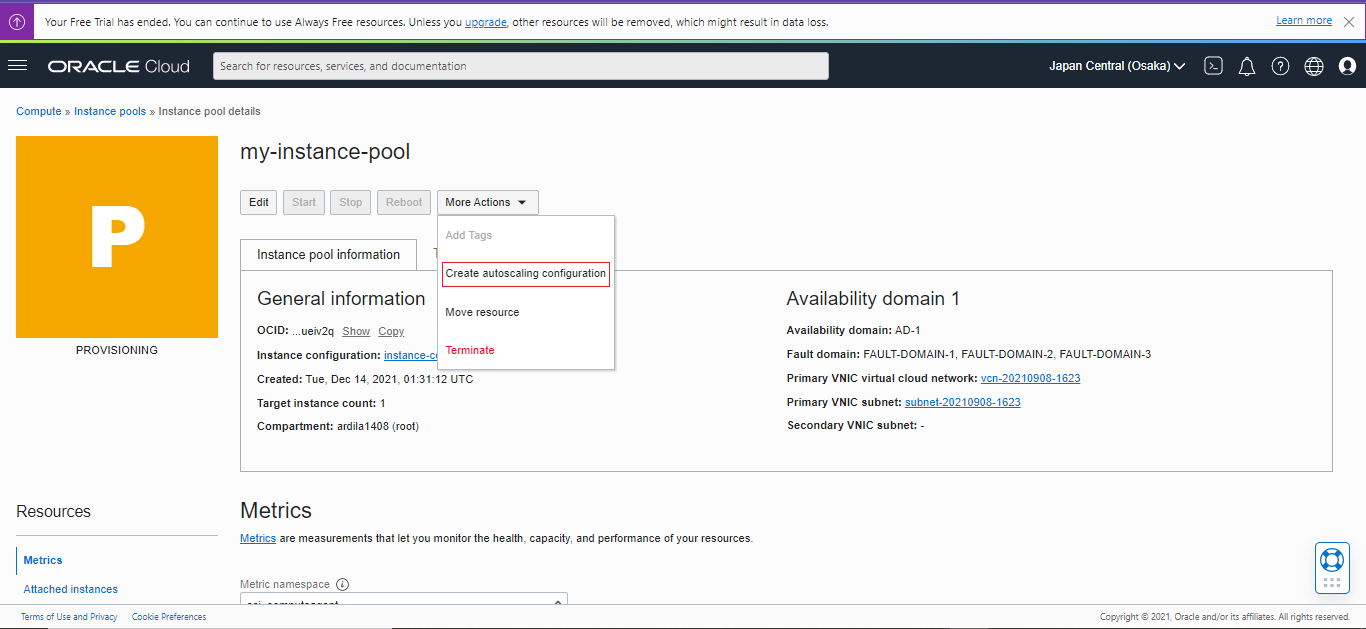 Your Free Trial has ended. You can continue to use Always Free resources. Unless you upgrade, other resources will be removed, which might result in data loss.
Learn more
ORACLE Cloud
Search for resources, services, and documentation
Japan Central (Osaka)
Compute » Instance pools » Instance pool details
P
PROVISIONING
my-instance-pool
Edit
Start
Stop
Reboot
More Actions
Add Tags
Create autoscaling configuration
Move resource
Terminate
Instance pool information
General information
OCID: ...ueiv2q Show Copy
Instance configuration: instance-co
Created: Tue, Dec 14, 2021, 01:31:12 UTC
Target instance count: 1
Compartment: ardila1408 (root)
Availability domain 1
Availability domain: AD-1
Fault domain: FAULT-DOMAIN-1, FAULT-DOMAIN-2, FAULT-DOMAIN-3
Primary VNIC virtual cloud network: vcn-20210908-1623
Primary VNIC subnet: subnet-20210908-1623
Secondary VNIC subnet: -
Resources
Metrics
Attached instances
Metrics
Metrics are measurements that let you monitor the health, capacity, and performance of your resources.
Metric namespace
Terms of Use and Privacy
Cookie Preferences
Copyright © 2021, Oracle and/or its affiliates. All rights reserved.